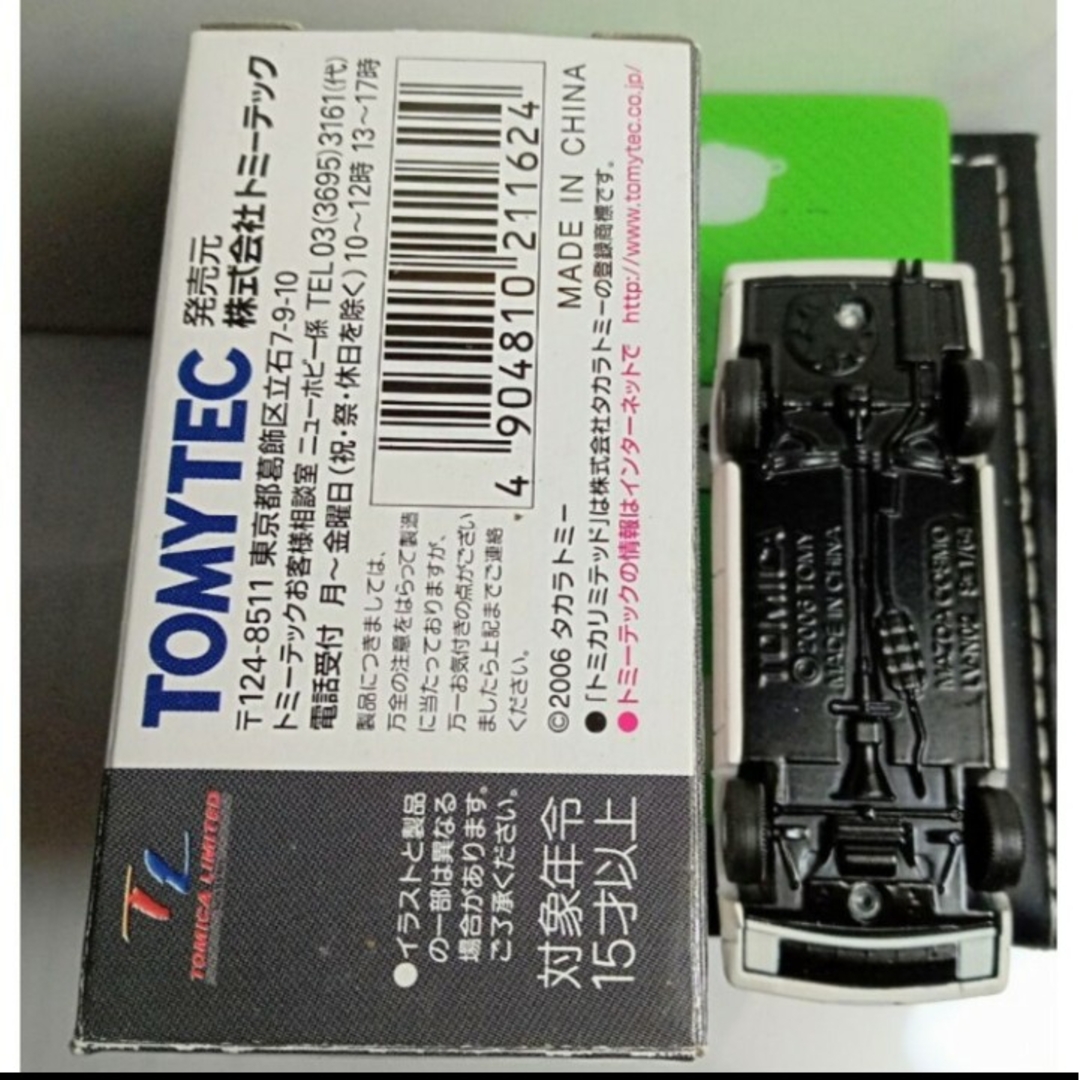 TOMYTEC 発売元 株式会社トミーテック
〒124-8511 東京都葛飾区立石7-9-10
トミーテックお客様相談室 ニューホビー係 TEL 03(3695)3161(代)
電話受付 月〜金曜日(祝・祭・休日を除く)10〜12時 13〜17時
製品につきましては、
万全の注意をはらって製造
に当たっておりますが、
万一お気付きの点がござい
ましたら上記までご連絡
ください。
4 904810 211624
©2006 タカラトミー MADE IN CHINA
●「トミカリミテッド」は株式会社タカラトミーの登録商標です。
●トミーテックの情報はインターネットで http://www.tomytec.co.jp/
TL
TOMICA LIMITED
●イラストと製品
の一部は異なる
場合があります。
ご了承ください。
対象年令
15才以上
TOMICA
©2006 TOMY
MADE IN CHINA
MAZDA COSMO
S=1/64